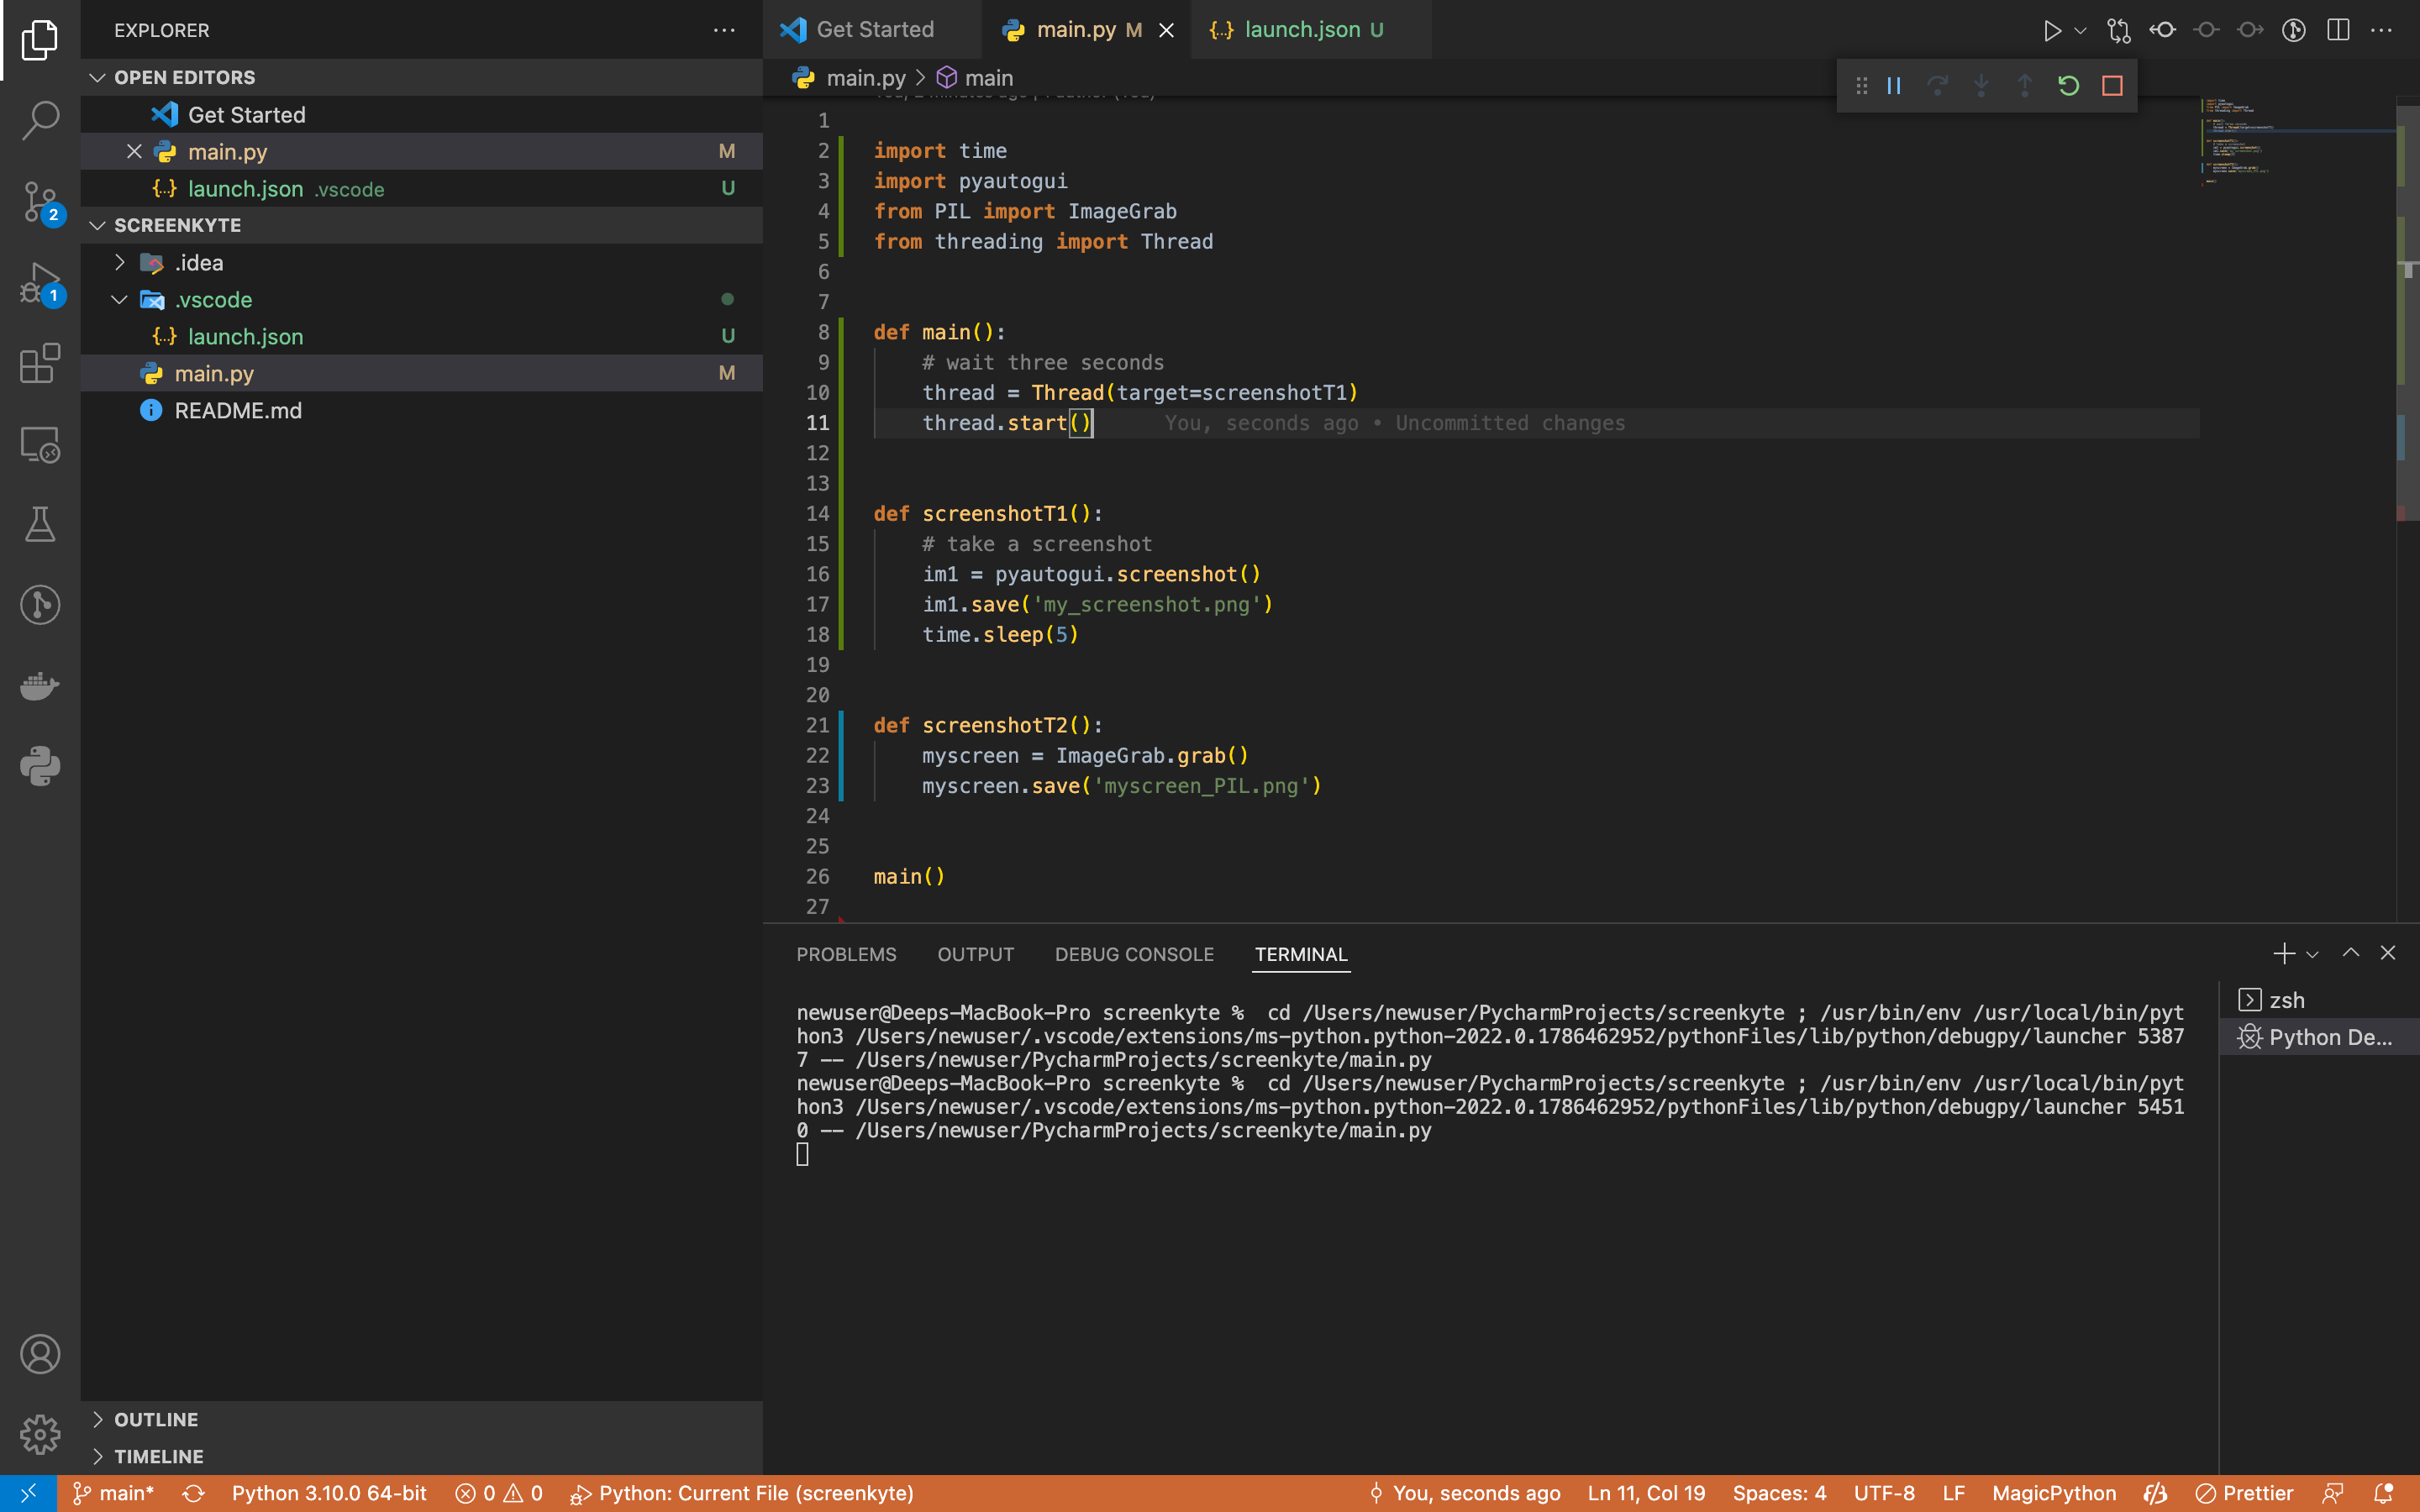 EXPLORER
OPEN EDITORS
Get Started
main.py M
launch.json .vscode U
SCREENKYTE
.idea
.vscode
launch.json U
main.py M
README.md
OUTLINE
TIMELINE
2
1
Get Started
main.py M
launch.json U
main.py > main
1
2 import time
3 import pyautogui
4 from PIL import ImageGrab
5 from threading import Thread
6
7
8 def main():
9 # wait three seconds
10 thread = Thread(target=screenshotT1)
11 thread.start() You, seconds ago • Uncommitted changes
12
13
14 def screenshotT1():
15 # take a screenshot
16 im1 = pyautogui.screenshot()
17 im1.save('my_screenshot.png')
18 time.sleep(5)
19
20
21 def screenshotT2():
22 myscreen = ImageGrab.grab()
23 myscreen.save('myscreen_PIL.png')
24
25
26 main()
27
PROBLEMS OUTPUT DEBUG CONSOLE TERMINAL
newuser@Deeps-MacBook-Pro screenkyte %  cd /Users/newuser/PycharmProjects/screenkyte ; /usr/bin/env /usr/local/bin/pyt
hon3 /Users/newuser/.vscode/extensions/ms-python.python-2022.0.1786462952/pythonFiles/lib/python/debugpy/launcher 5387
7 -- /Users/newuser/PycharmProjects/screenkyte/main.py
newuser@Deeps-MacBook-Pro screenkyte %  cd /Users/newuser/PycharmProjects/screenkyte ; /usr/bin/env /usr/local/bin/pyt
hon3 /Users/newuser/.vscode/extensions/ms-python.python-2022.0.1786462952/pythonFiles/lib/python/debugpy/launcher 5451
0 -- /Users/newuser/PycharmProjects/screenkyte/main.py
zsh
Python De...
main* Python 3.10.0 64-bit 0 0 Python: Current File (screenkyte) You, seconds ago Ln 11, Col 19 Spaces: 4 UTF-8 LF MagicPython Prettier